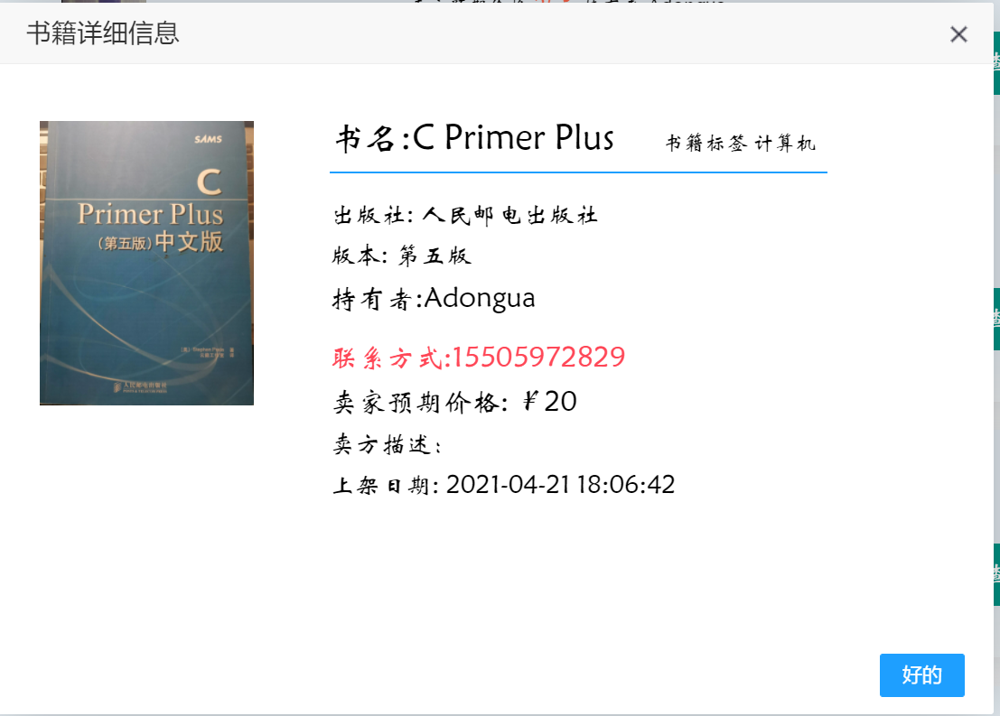 书籍详细信息
SAMS
C
Primer Plus
(第五版)中文版
人民邮电出版社
书名:C Primer Plus 书籍标签 计算机
出版社: 人民邮电出版社
版本: 第五版
持有者:Adongua
联系方式:15505972829
卖家预期价格: ￥20
卖方描述:
上架日期: 2021-04-21 18:06:42
好的